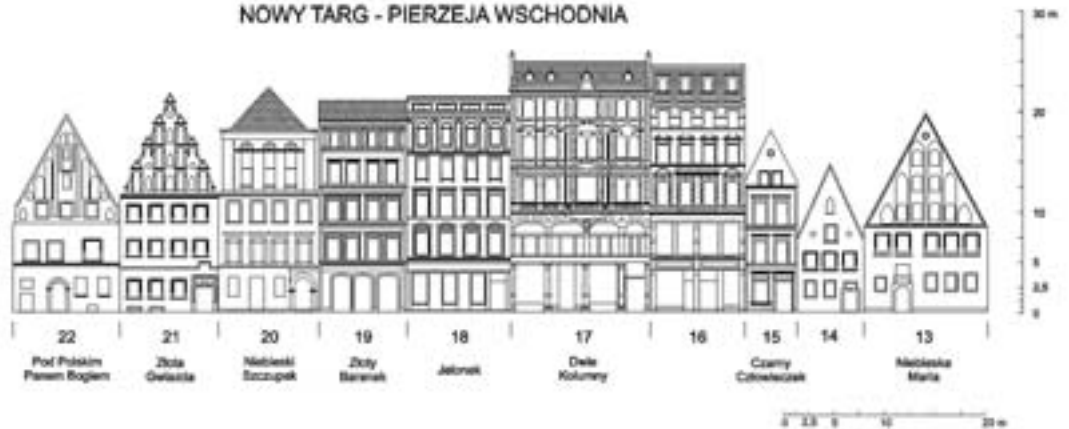 NOWY TARG - PIERZEJA WSCHODNIA
30 m
20
10
5
2,5
0
22
21
20
19
18
17
16
15
14
13
Pod Polskim
Panem Bogiem
Złota
Gwiazda
Niebieski
Szczupak
Złoty
Baranek
Jelonek
Dwie
Kolumny
Czarny
Człowieczek
Niebieska
Maria
0 2,5 5 10 20 m